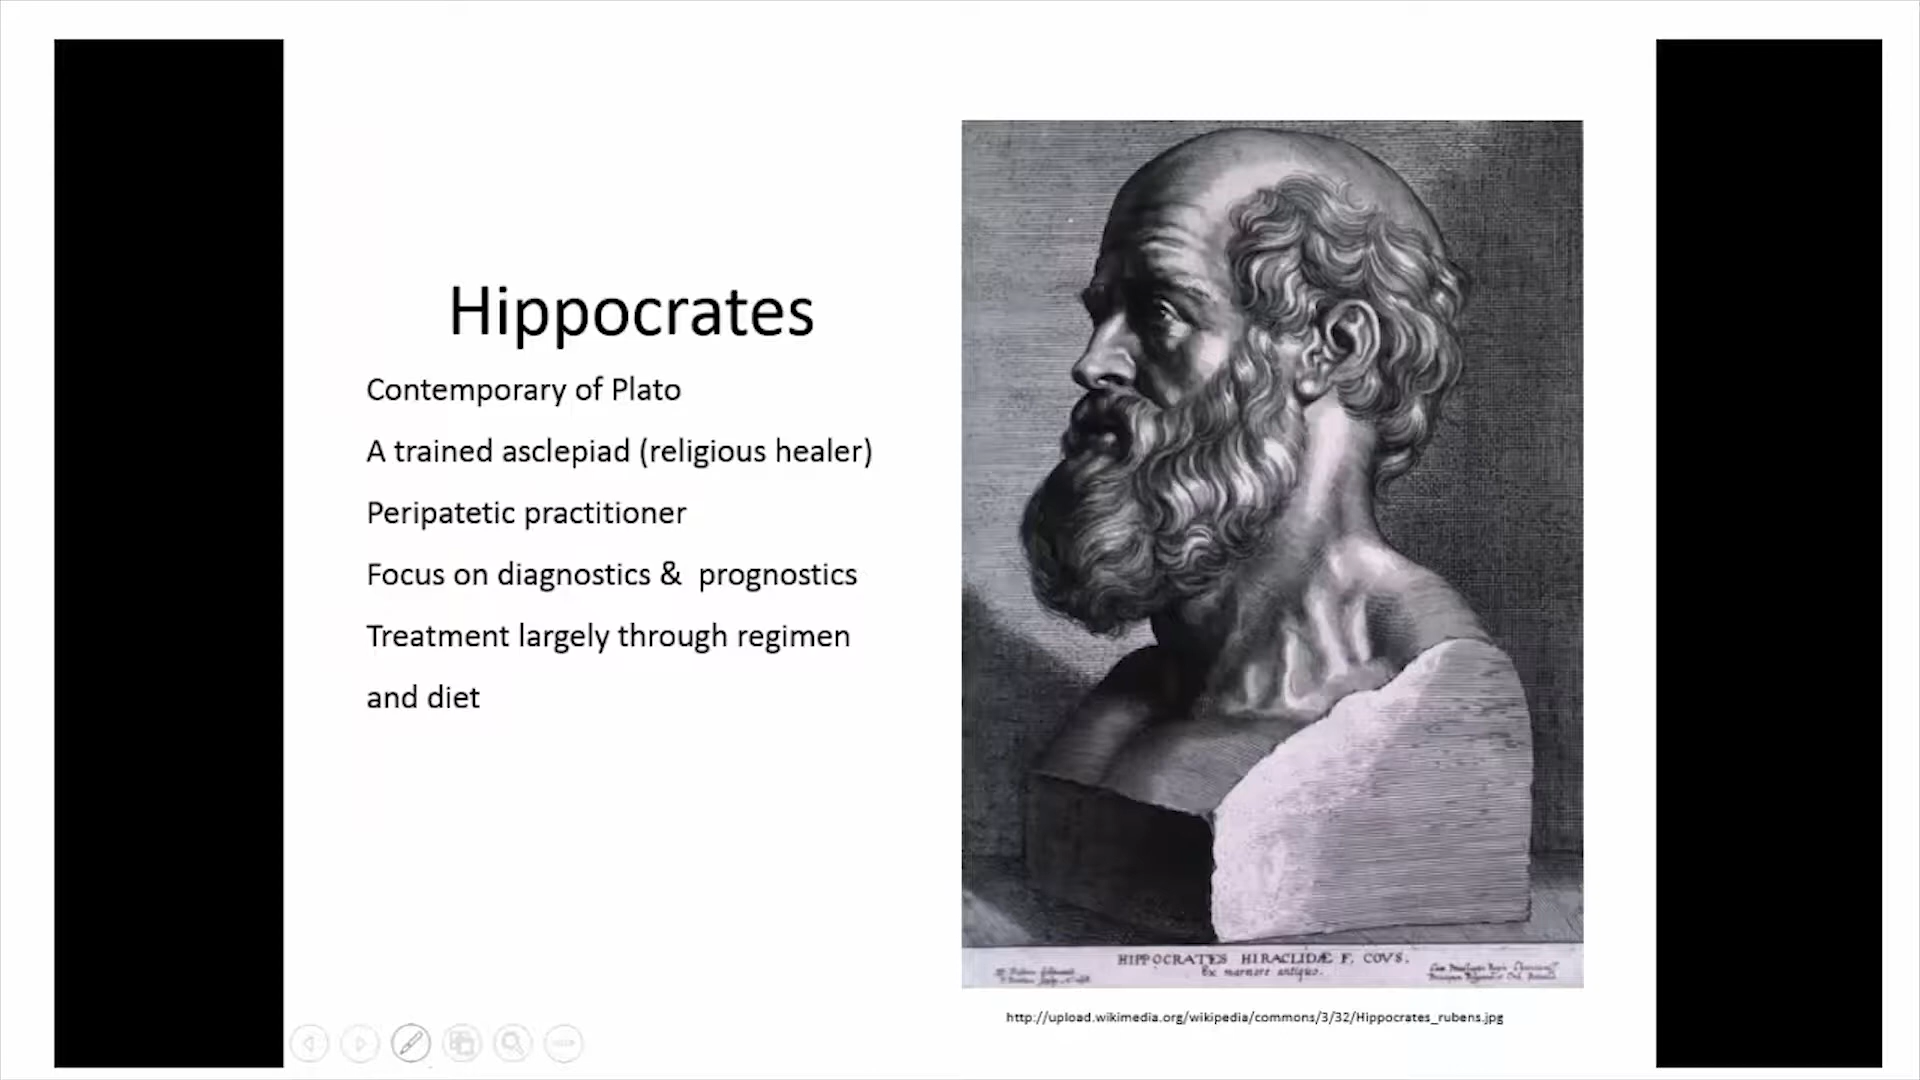 Hippocrates
Contemporary of Plato
A trained asclepiad (religious healer)
Peripatetic practitioner
Focus on diagnostics & prognostics
Treatment largely through regimen
and diet
HIPPOCRATES HIRACLIDÆ F. COVS.
Ex marmore antiquo.
http://upload.wikimedia.org/wikipedia/commons/3/32/Hippocrates_rubens.jpg